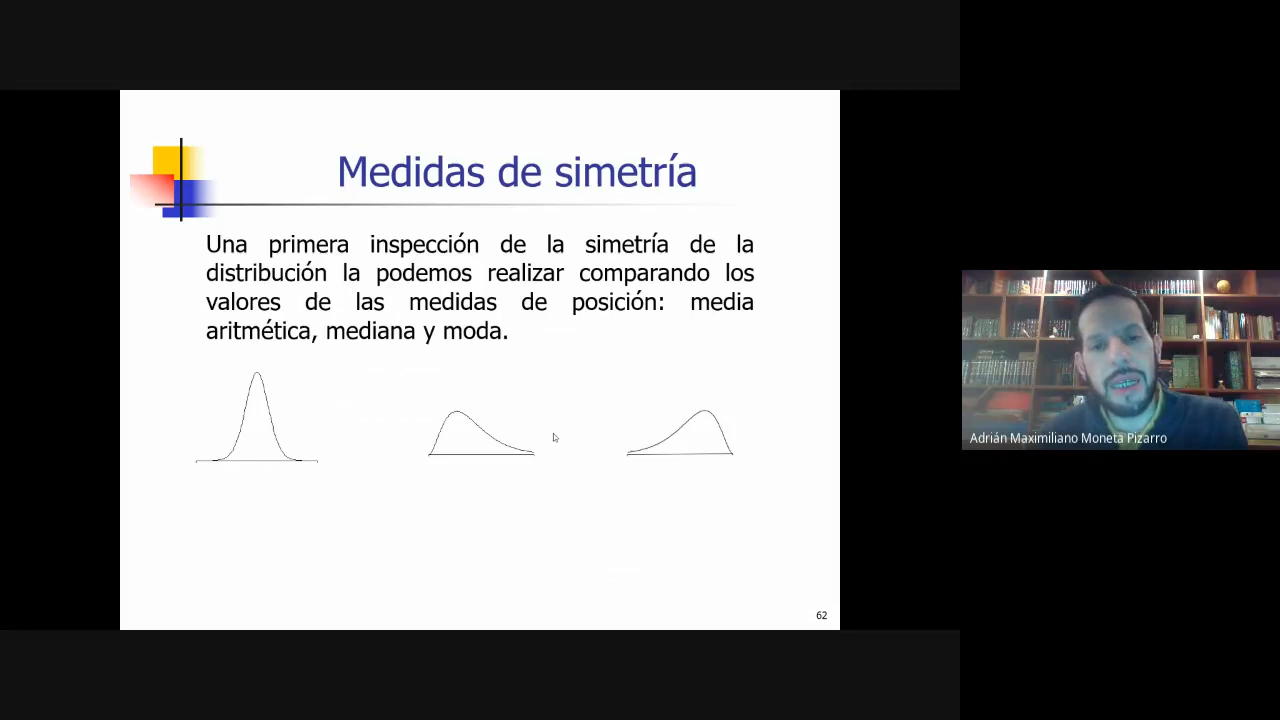 Medidas de simetría
Una primera inspección de la simetría de la
distribución la podemos realizar comparando los
valores de las medidas de posición: media
aritmética, mediana y moda.
Adrián Maximiliano Moneta Pizarro
62